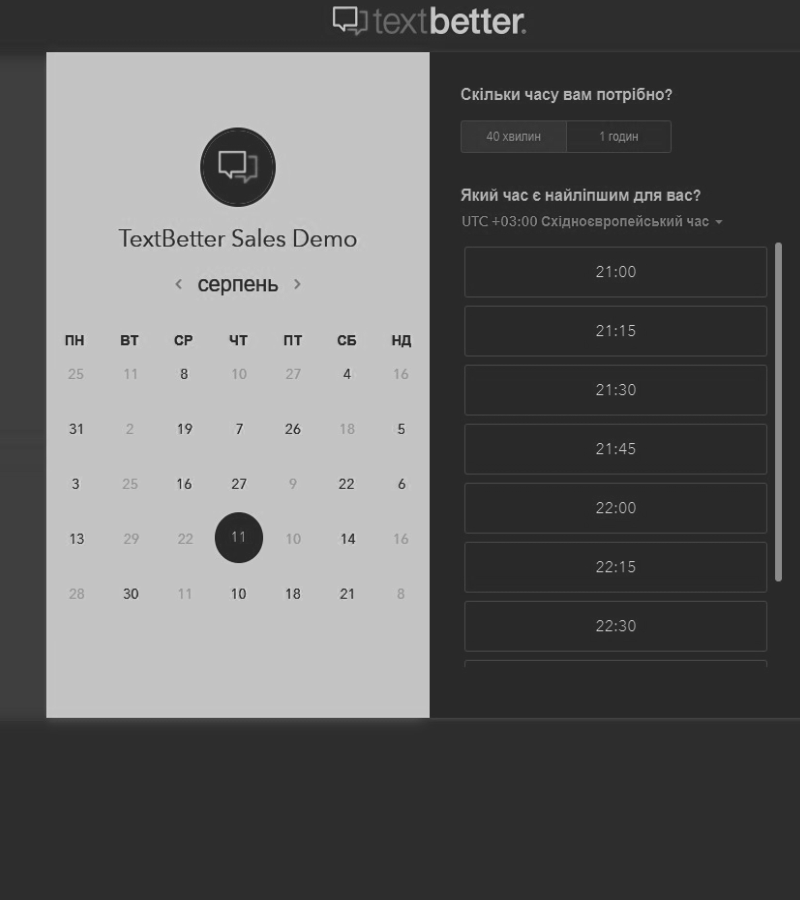 textbetter.
TextBetter Sales Demo
серпень
ПН ВТ СР ЧТ ПТ СБ НД
25 11 8 10 27 4 16
31 2 19 7 26 18 5
3 25 16 27 9 22 6
13 29 22 11 10 14 16
28 30 11 10 18 21 8
Скільки часу вам потрібно?
40 хвилин 1 годин
Який час є найліпшим для вас?
UTC +03:00 Східноєвропейський час
21:00
21:15
21:30
21:45
22:00
22:15
22:30